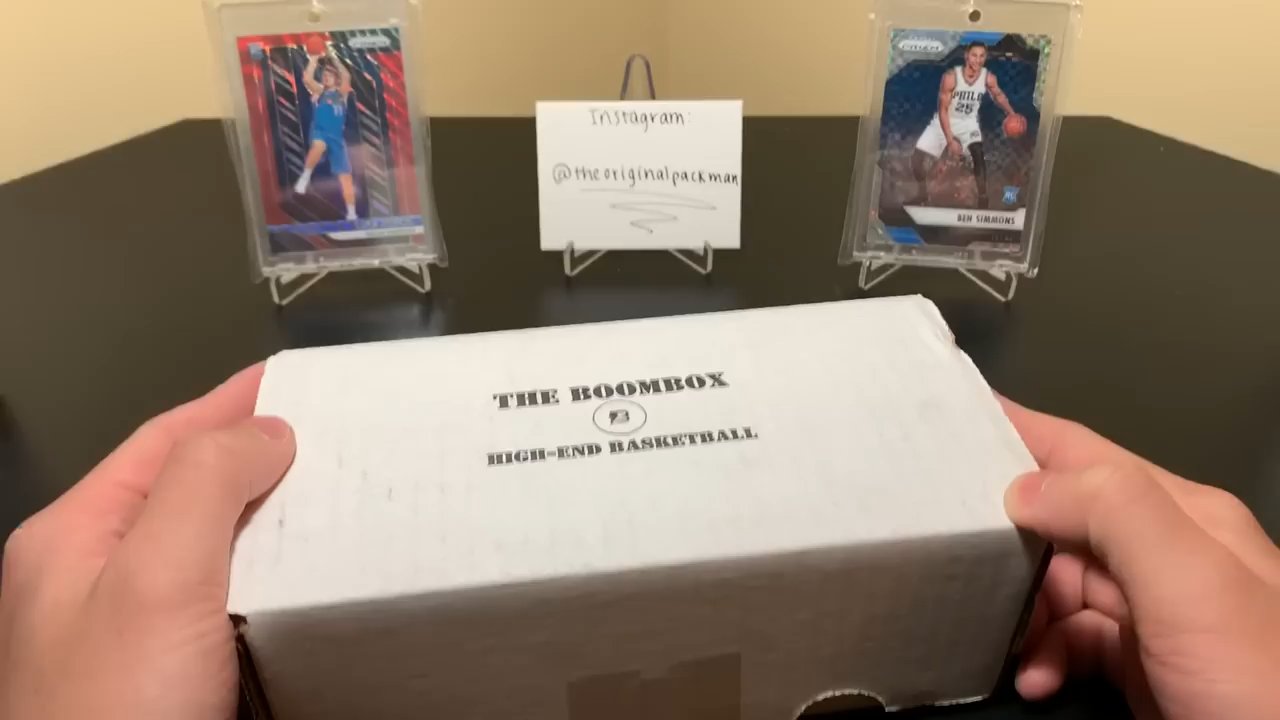 PRIZM
Instagram:
@theoriginalpackman
PRIZM
PHILA
25
RC
BEN SIMMONS
THE BOOMBOX
B
HIGH-END BASKETBALL